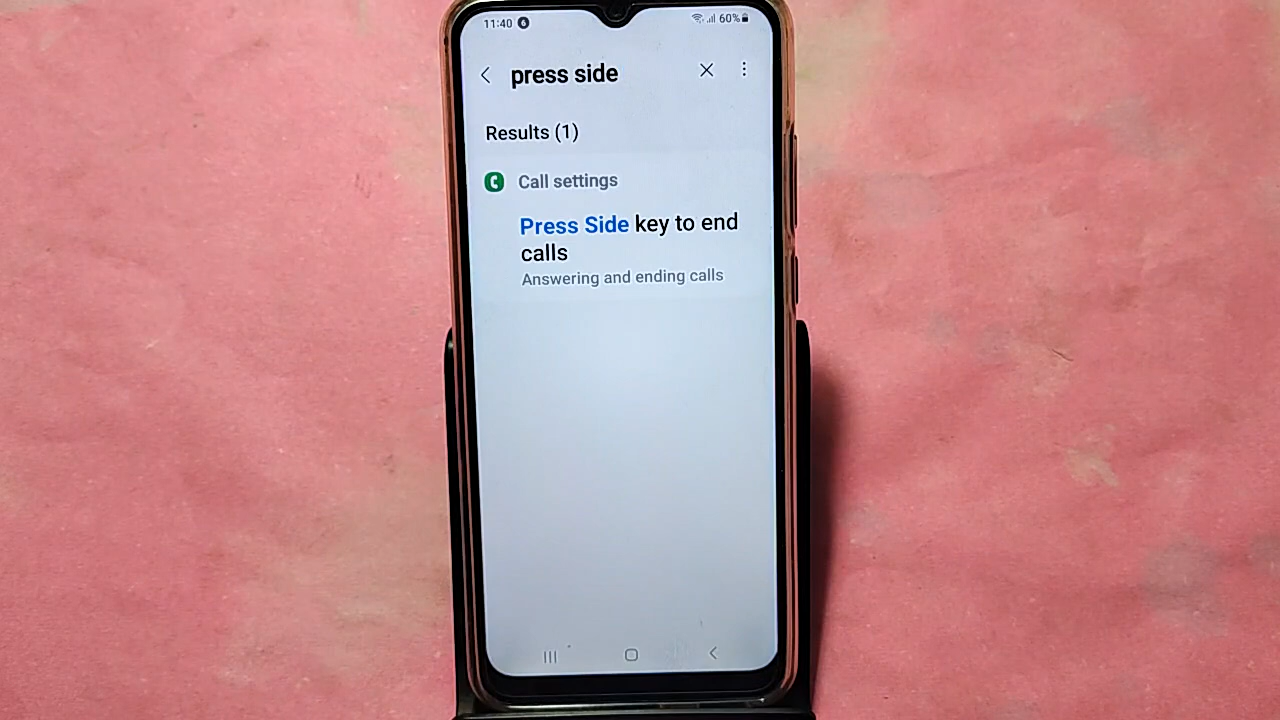 11:40 6 60%
press side
Results (1)
Call settings
Press Side key to end
calls
Answering and ending calls